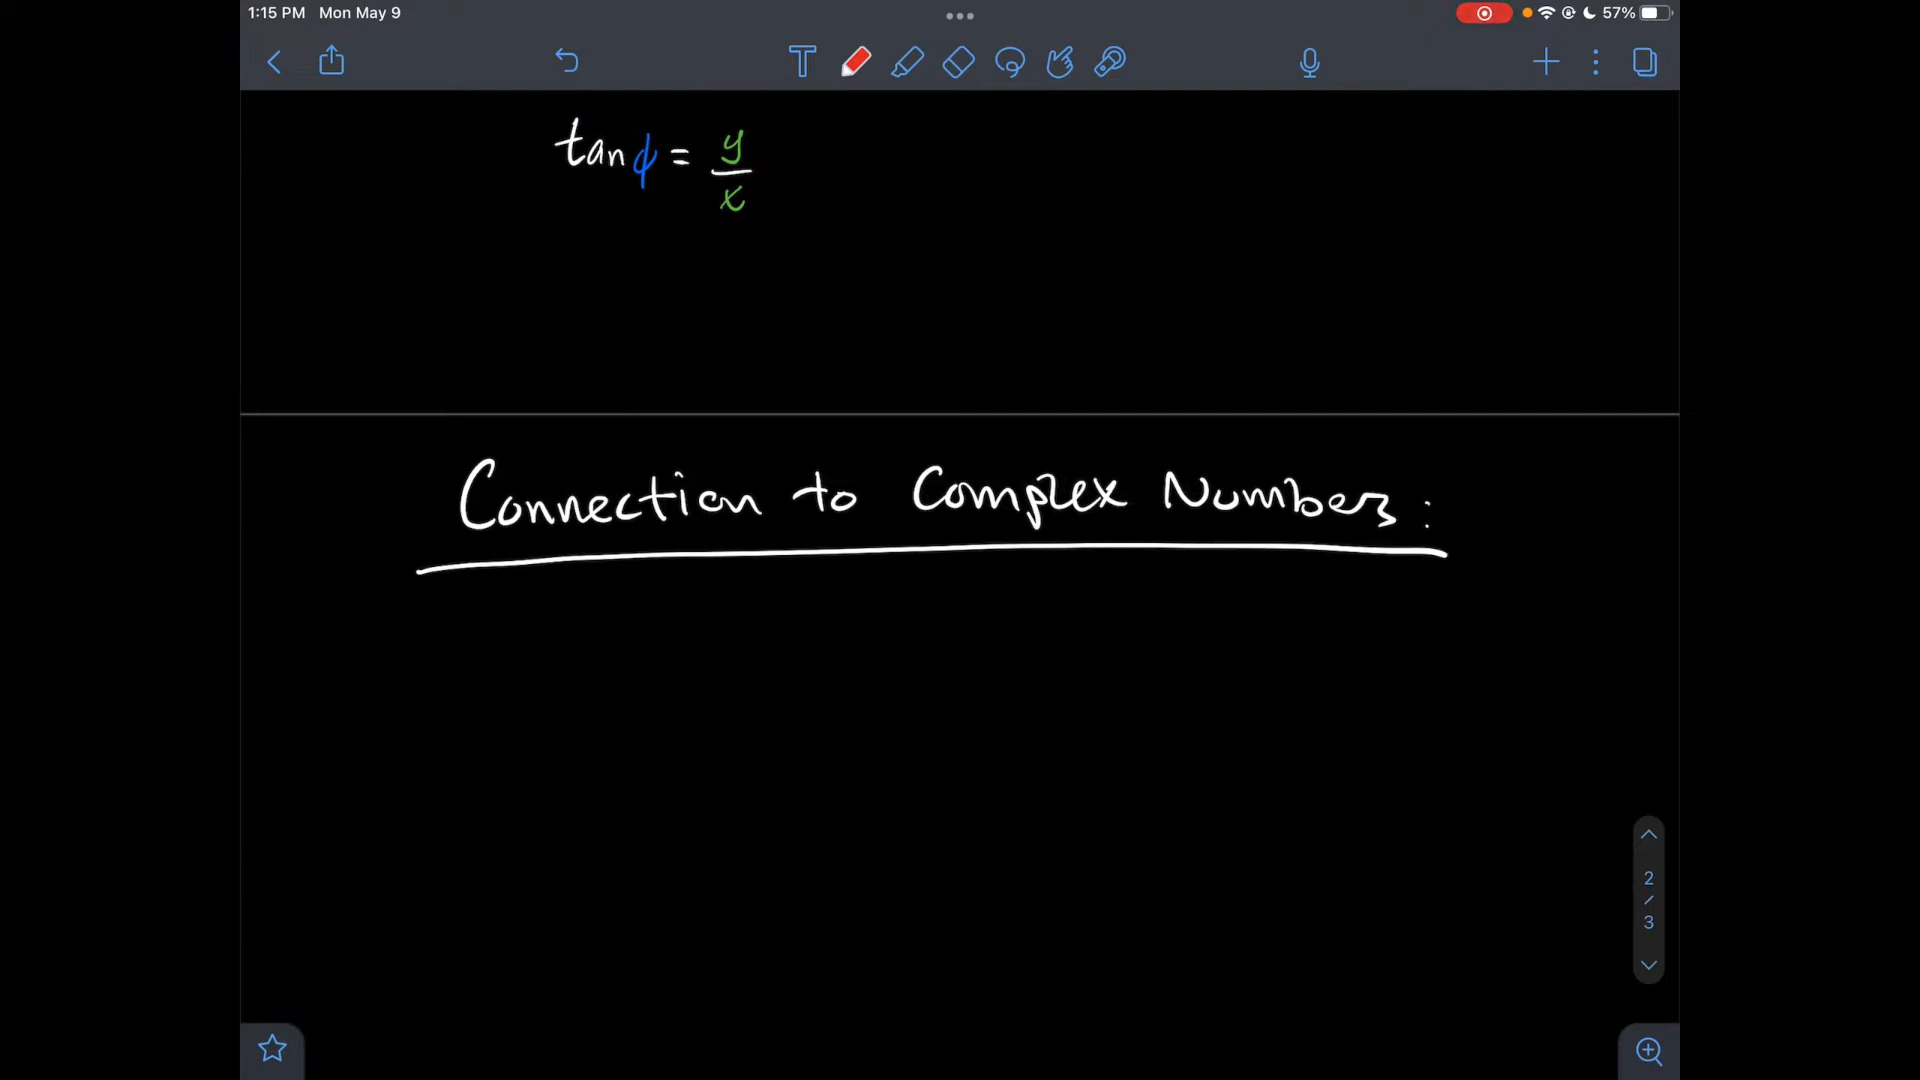 1:15 PM Mon May 9
57%
tan φ = y/x
Connection to Complex Numbers:
2
/
3